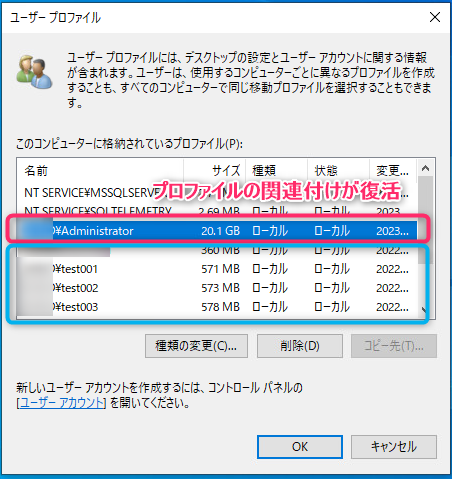 ユーザー プロファイル
ユーザー プロファイルには、デスクトップの設定とユーザー アカウントに関する情報
が含まれます。ユーザーは、使用するコンピューターごとに異なるプロファイルを作成
することも、すべてのコンピューターで同じ移動プロファイルを選択することもできま
す。
このコンピューターに格納されているプロファイル(P):
名前 サイズ 種類 状態 変更...
NT SERVICE¥MSSQLSERVE
プロファイルの関連付けが復活
NT SERVICE¥SQLTELEMETRY 2.69 MB ローカル ローカル 2023...
¥Administrator 20.1 GB ローカル ローカル 2023...
360 MB ローカル ローカル 2022...
¥test001 571 MB ローカル ローカル 2022...
¥test002 573 MB ローカル ローカル 2022...
¥test003 578 MB ローカル ローカル 2022...
種類の変更(C)... 削除(D) コピー先(T)...
新しいユーザー アカウントを作成するには、コントロール パネルの
[ユーザー アカウント] を開いてください。
OK キャンセル